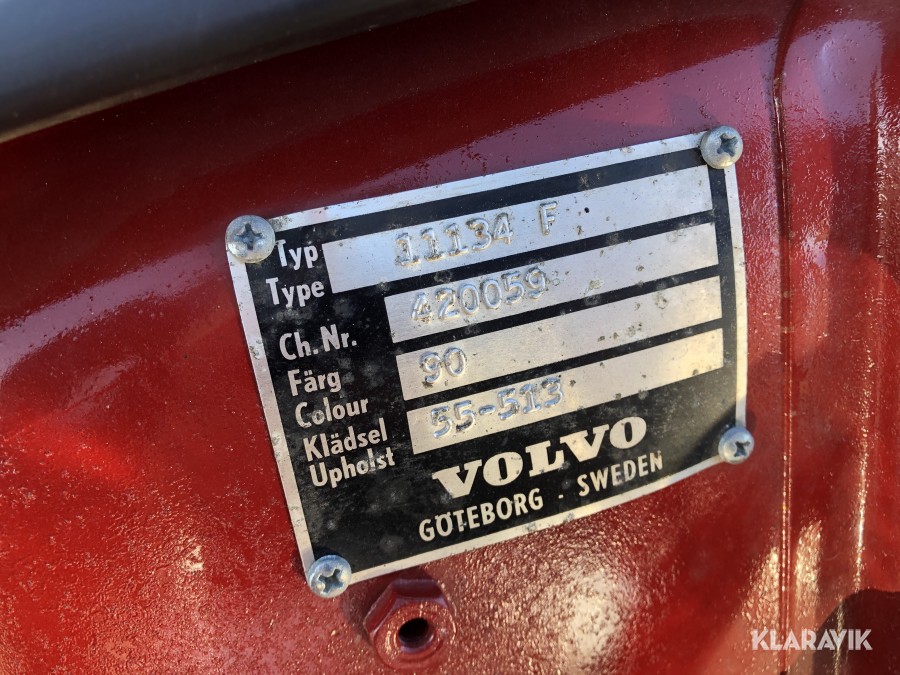 Typ
Type
11134 F
Ch.Nr.
420059
Färg
Colour
90
Klädsel
Upholst
55-513
VOLVO
GÖTEBORG - SWEDEN
KLARAVIK